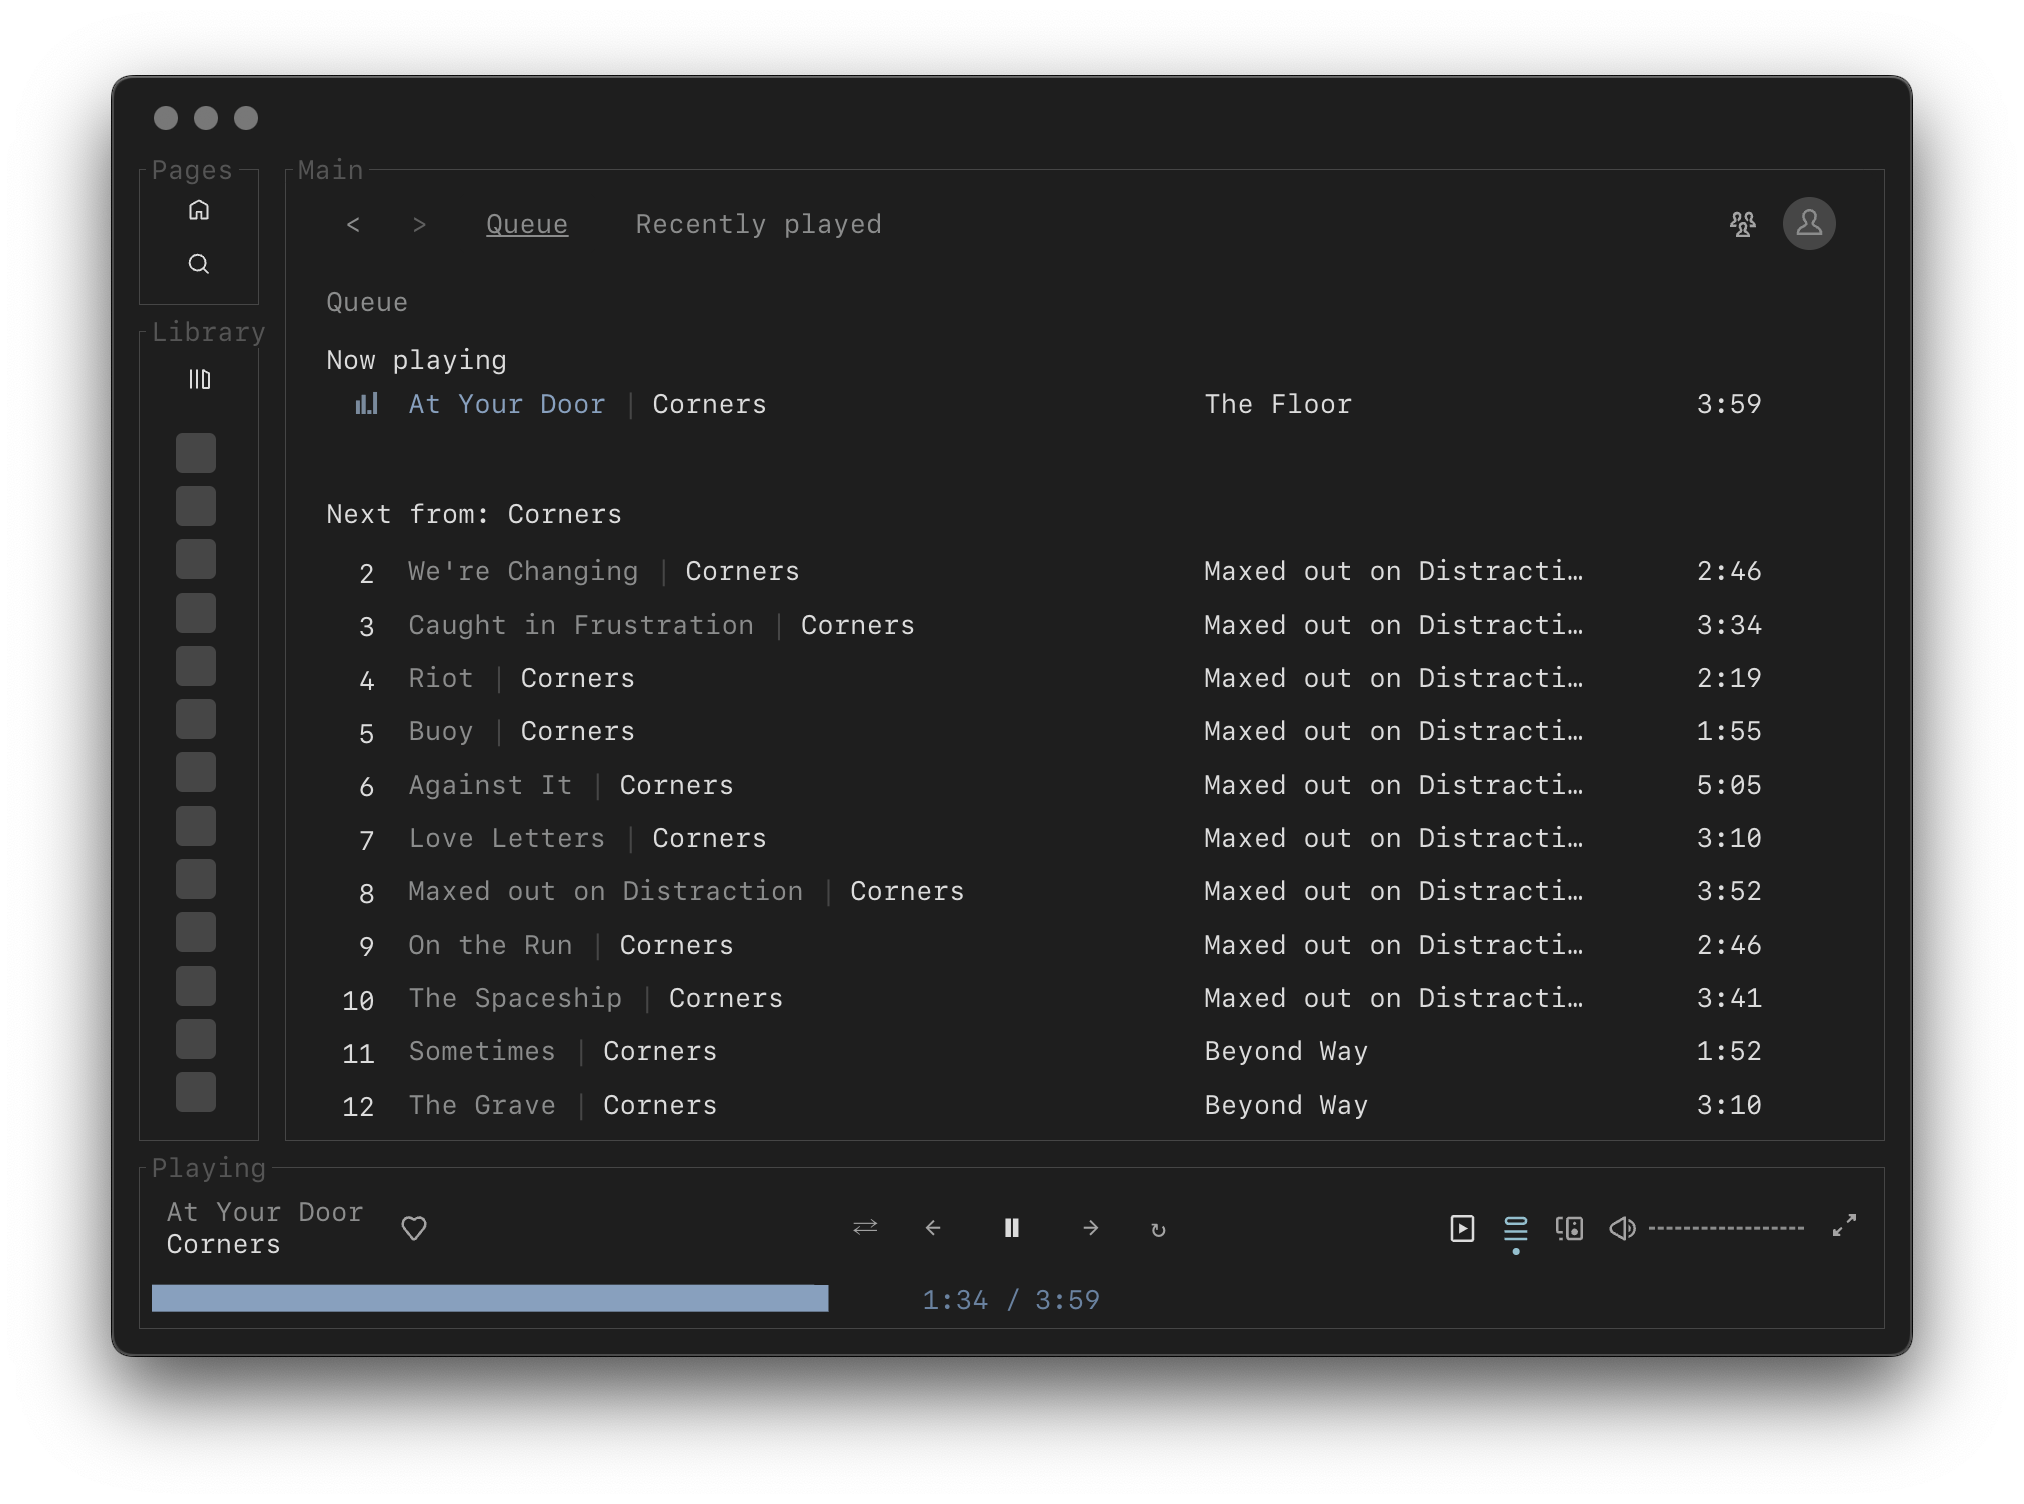 Pages
Main
< > Queue Recently played
Library
Queue
Now playing
At Your Door | Corners The Floor 3:59
Next from: Corners
2 We're Changing | Corners Maxed out on Distracti… 2:46
3 Caught in Frustration | Corners Maxed out on Distracti… 3:34
4 Riot | Corners Maxed out on Distracti… 2:19
5 Buoy | Corners Maxed out on Distracti… 1:55
6 Against It | Corners Maxed out on Distracti… 5:05
7 Love Letters | Corners Maxed out on Distracti… 3:10
8 Maxed out on Distraction | Corners Maxed out on Distracti… 3:52
9 On the Run | Corners Maxed out on Distracti… 2:46
10 The Spaceship | Corners Maxed out on Distracti… 3:41
11 Sometimes | Corners Beyond Way 1:52
12 The Grave | Corners Beyond Way 3:10
Playing
At Your Door
Corners
1:34 / 3:59